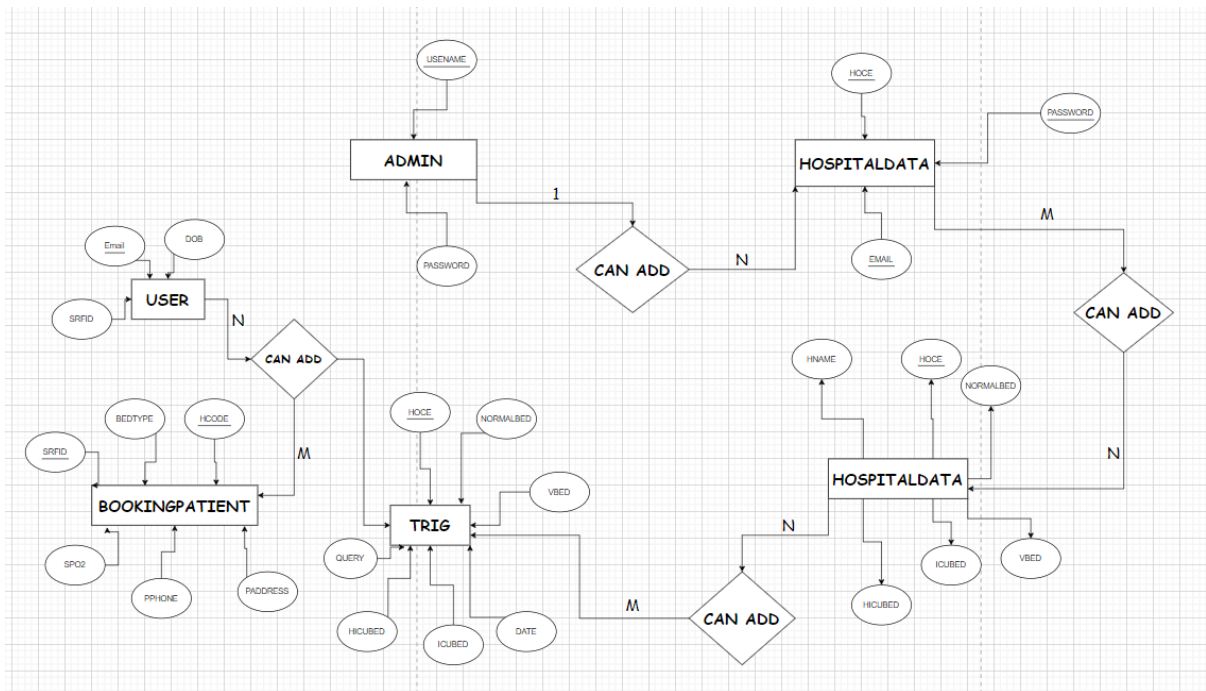 USENAME
HOCE
PASSWORD
ADMIN
HOSPITALDATA
1
M
Email
DOB
PASSWORD
CAN ADD
N
EMAIL
USER
SRFID
N
CAN ADD
CAN ADD
HNAME
HOCE
NORMALBED
BEDTYPE
HCODE
HOCE
NORMALBED
SRFID
M
N
HOSPITALDATA
VBED
BOOKINGPATIENT
TRIG
N
QUERY
SPO2
PPHONE
PADDRESS
ICUBED
VBED
HICUBED
M
CAN ADD
HICUBED
ICUBED
DATE